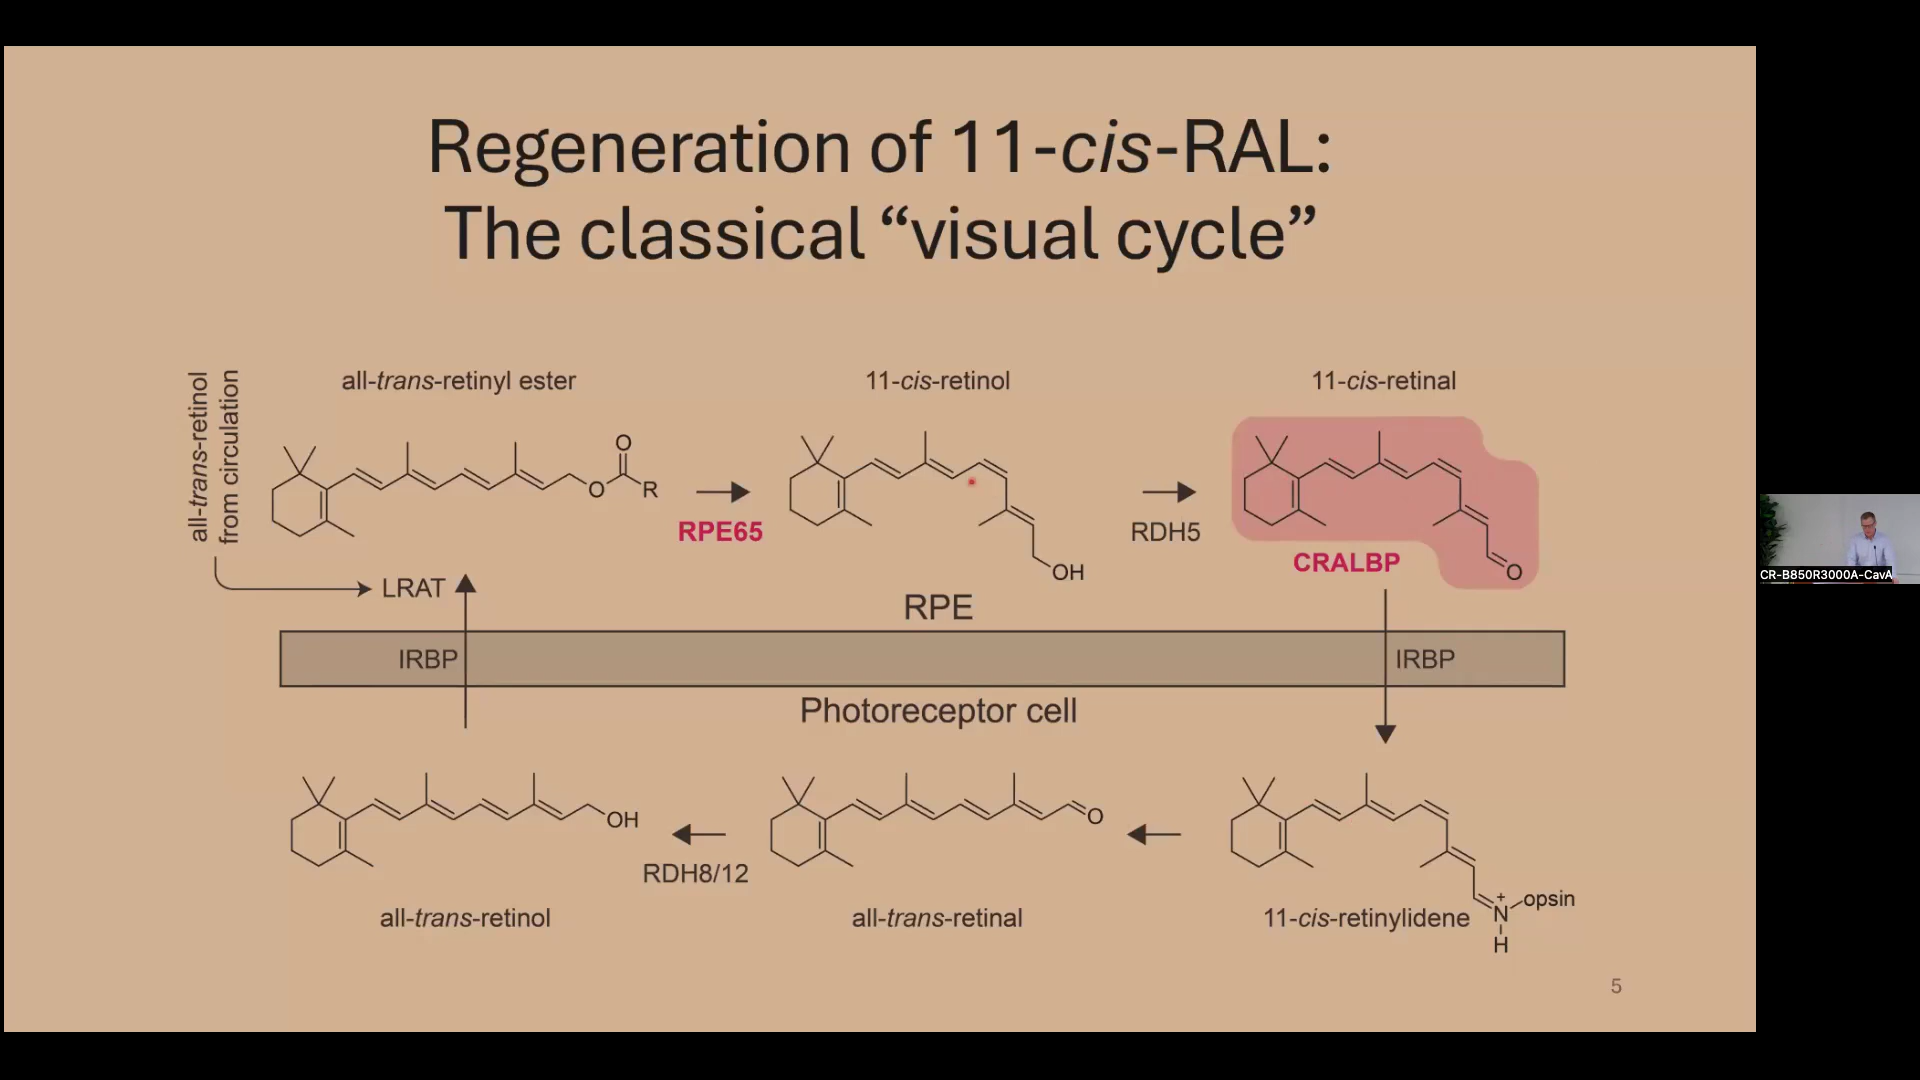 Regeneration of 11-cis-RAL:
The classical “visual cycle”
all-trans-retinol
from circulation
all-trans-retinyl ester
11-cis-retinol
11-cis-retinal
O
O
R
RPE65
OH
RDH5
CRALBP
O
LRAT
RPE
IRBP
IRBP
Photoreceptor cell
OH
RDH8/12
O
all-trans-retinol
all-trans-retinal
11-cis-retinylidene
+
N
opsin
H
5
CR-B850R3000A-CavA